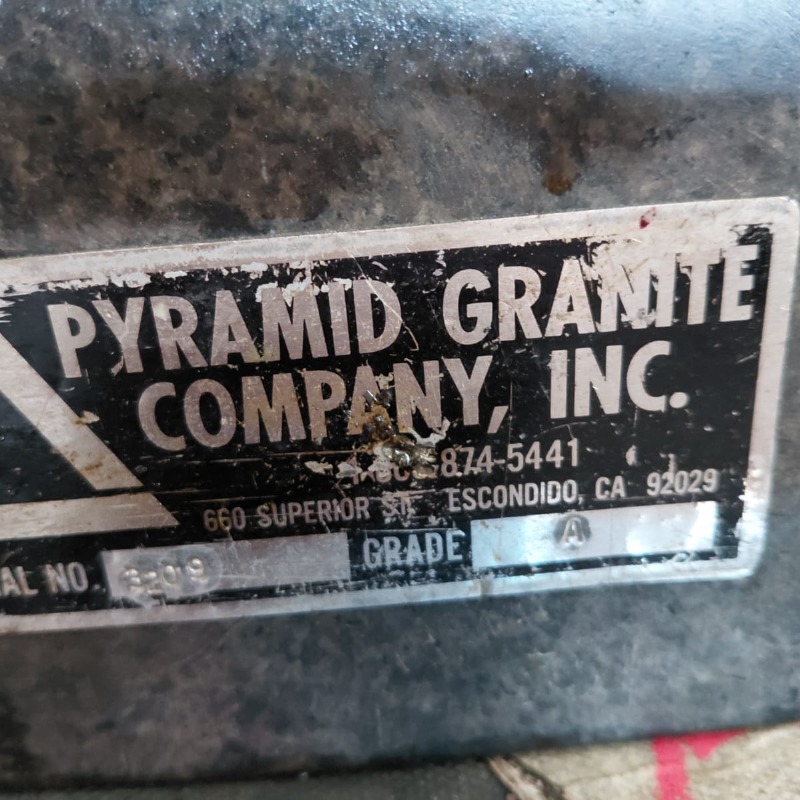 PYRAMID GRANITE
COMPANY, INC.
874-5441
660 SUPERIOR ST. ESCONDIDO, CA 92029
AL NO. GRADE A